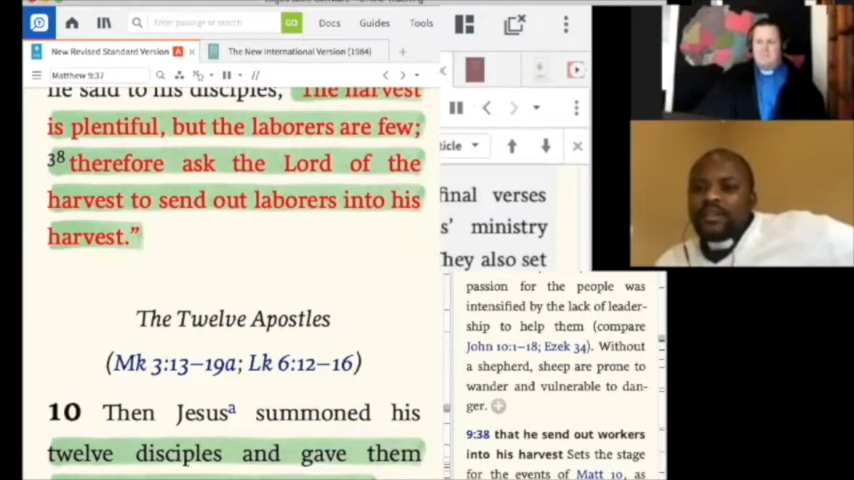 Enter passage or search
GO
Docs
Guides
Tools
New Revised Standard Version
A
The New International Version (1984)
Matthew 9:37
he said to his disciples, "The harvest
is plentiful, but the laborers are few;
38 therefore ask the Lord of the
harvest to send out laborers into his
harvest."
The Twelve Apostles
(Mk 3:13–19a; Lk 6:12–16)
10 Then Jesusa summoned his
twelve disciples and gave them
ticle
final verses
s' ministry
They also set
passion for the people was
intensified by the lack of leader-
ship to help them (compare
John 10:1–18; Ezek 34). Without
a shepherd, sheep are prone to
wander and vulnerable to dan-
ger.
9:38 that he send out workers
into his harvest Sets the stage
for the events of Matt 10, as